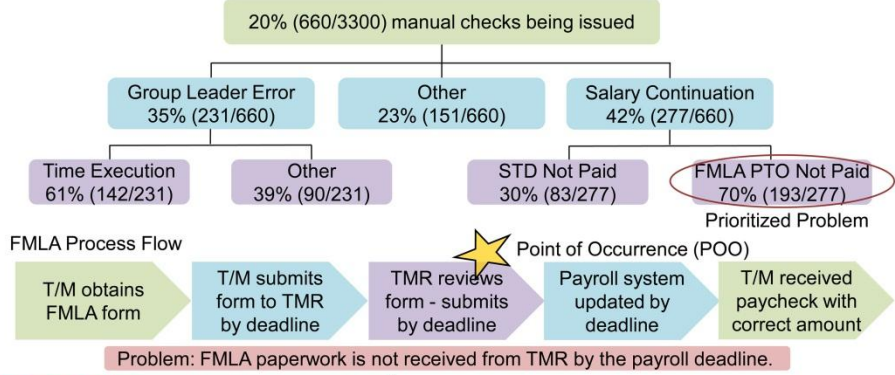 20% (660/3300) manual checks being issued
Group Leader Error
35% (231/660)
Other
23% (151/660)
Salary Continuation
42% (277/660)
Time Execution
61% (142/231)
Other
39% (90/231)
STD Not Paid
30% (83/277)
FMLA PTO Not Paid
70% (193/277)
Prioritized Problem
FMLA Process Flow
Point of Occurrence (POO)
T/M obtains
FMLA form
T/M submits
form to TMR
by deadline
TMR reviews
form - submits
by deadline
Payroll system
updated by
deadline
T/M received
paycheck with
correct amount
Problem: FMLA paperwork is not received from TMR by the payroll deadline.